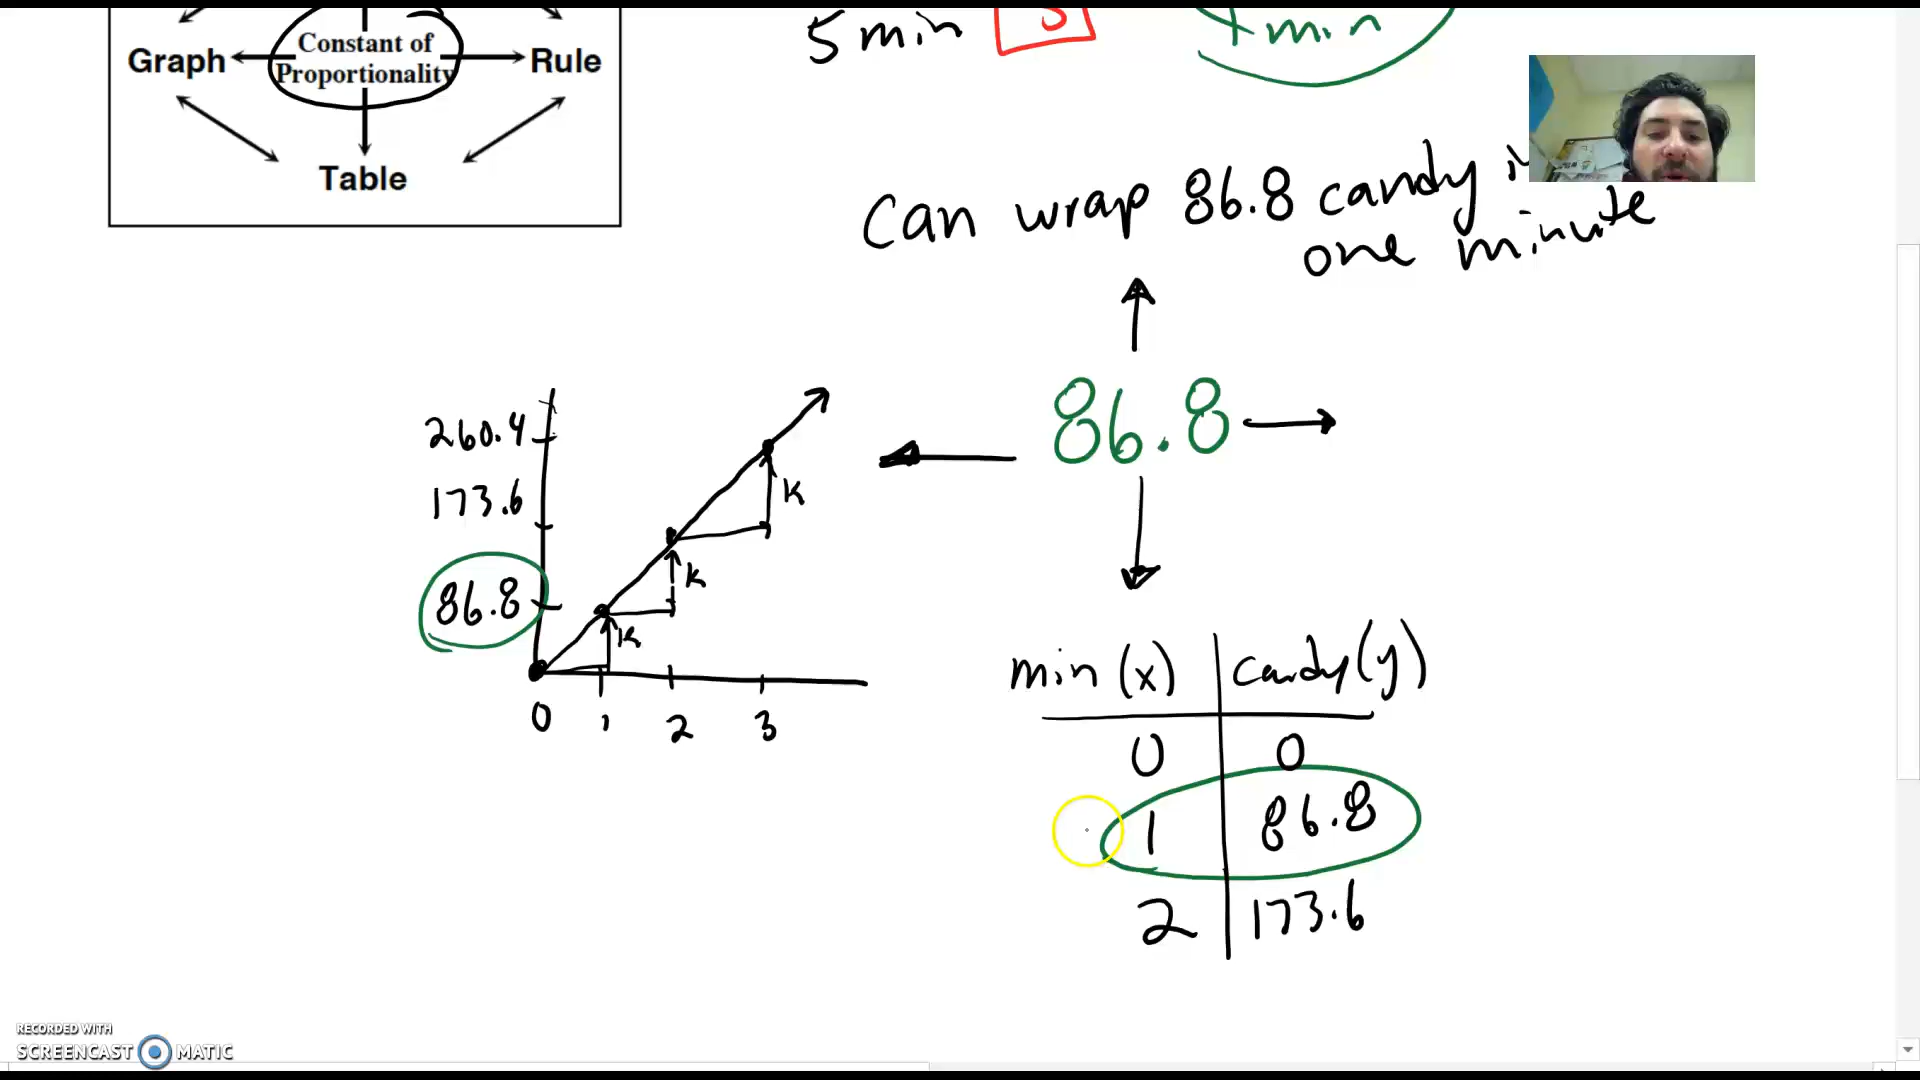 5 min 5
min
Graph
Constant of
Proportionality
Rule
Table
Can wrap 86.8 candy
one minute
86.8
260.4
173.6
86.8
K
K
K
0 1 2 3
min (x) candy (y)
0 0
1 86.8
2 173.6
RECORDED WITH
SCREENCAST MATIC